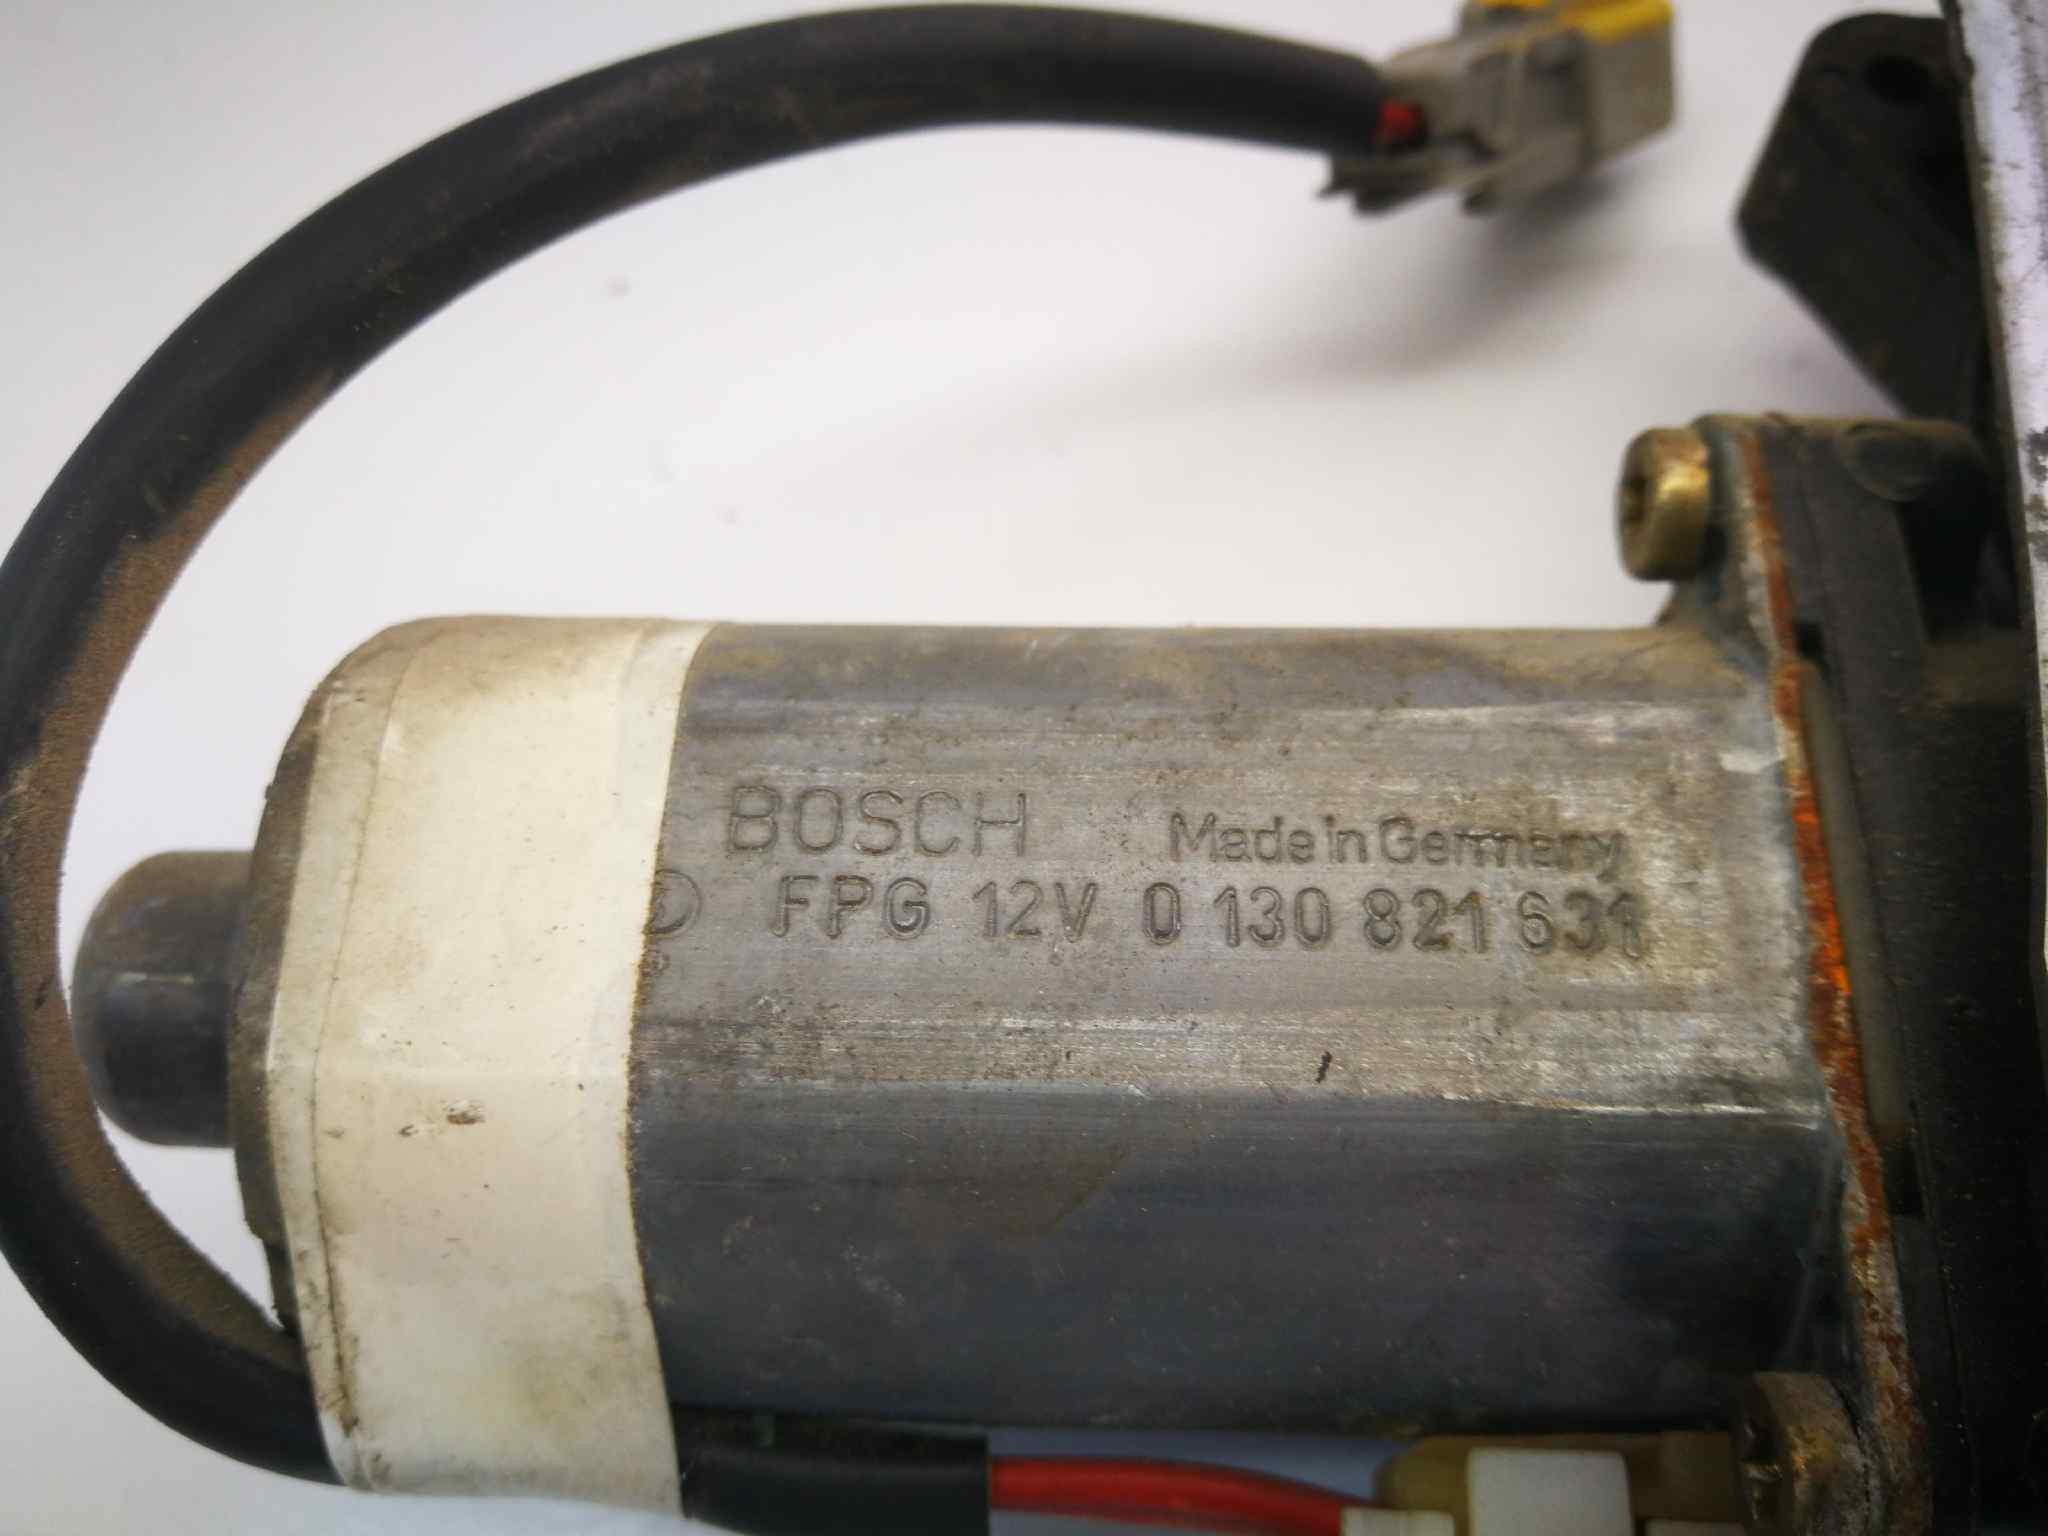 BOSCH Made in Germany
FPG 12V 0 130 821 631